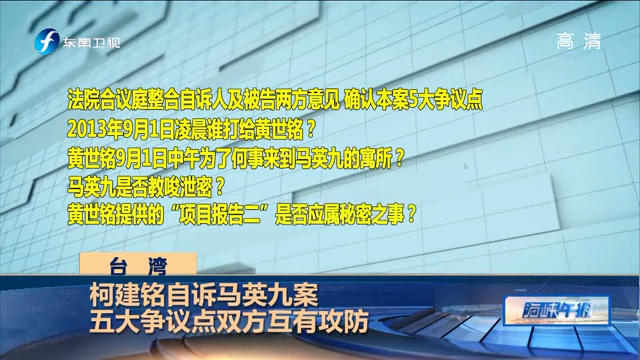 东南卫视
高清
法院合议庭整合自诉人及被告两方意见 确认本案5大争议点
2013年9月1日凌晨谁打给黄世铭？
黄世铭9月1日中午为了何事来到马英九的寓所？
马英九是否教唆泄密？
黄世铭提供的“项目报告二”是否应属秘密之事？
台 湾
柯建铭自诉马英九案
五大争议点双方互有攻防
海峡午报